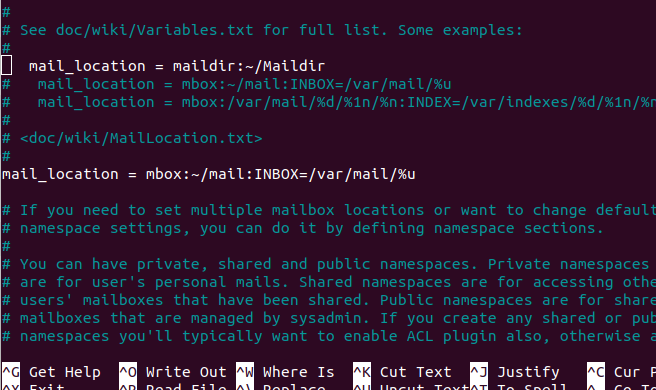 #
# See doc/wiki/Variables.txt for full list. Some examples:
#
mail_location = maildir:~/Maildir
#   mail_location = mbox:~/mail:INBOX=/var/mail/%u
#   mail_location = mbox:/var/mail/%d/%1n/%n:INDEX=/var/indexes/%d/%1n/%n
#
# <doc/wiki/MailLocation.txt>
#
mail_location = mbox:~/mail:INBOX=/var/mail/%u
# If you need to set multiple mailbox locations or want to change default
# namespace settings, you can do it by defining namespace sections.
#
# You can have private, shared and public namespaces. Private namespaces
# are for user's personal mails. Shared namespaces are for accessing othe
# users' mailboxes that have been shared. Public namespaces are for share
# mailboxes that are managed by sysadmin. If you create any shared or pub
# namespaces you'll typically want to enable ACL plugin also, otherwise a
^G Get Help ^O Write Out ^W Where Is ^K Cut Text ^J Justify ^C Cur P
^X Exit ^R Read File ^\ Replace ^U Uncut Text ^T To Spell ^_ Go To